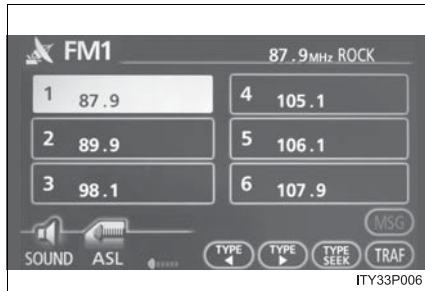 FM1
87.9MHz ROCK
1 87.9
4 105.1
2 89.9
5 106.1
3 98.1
6 107.9
MSG
SOUND ASL TYPE TYPE TYPE SEEK TRAF
ITY33P006